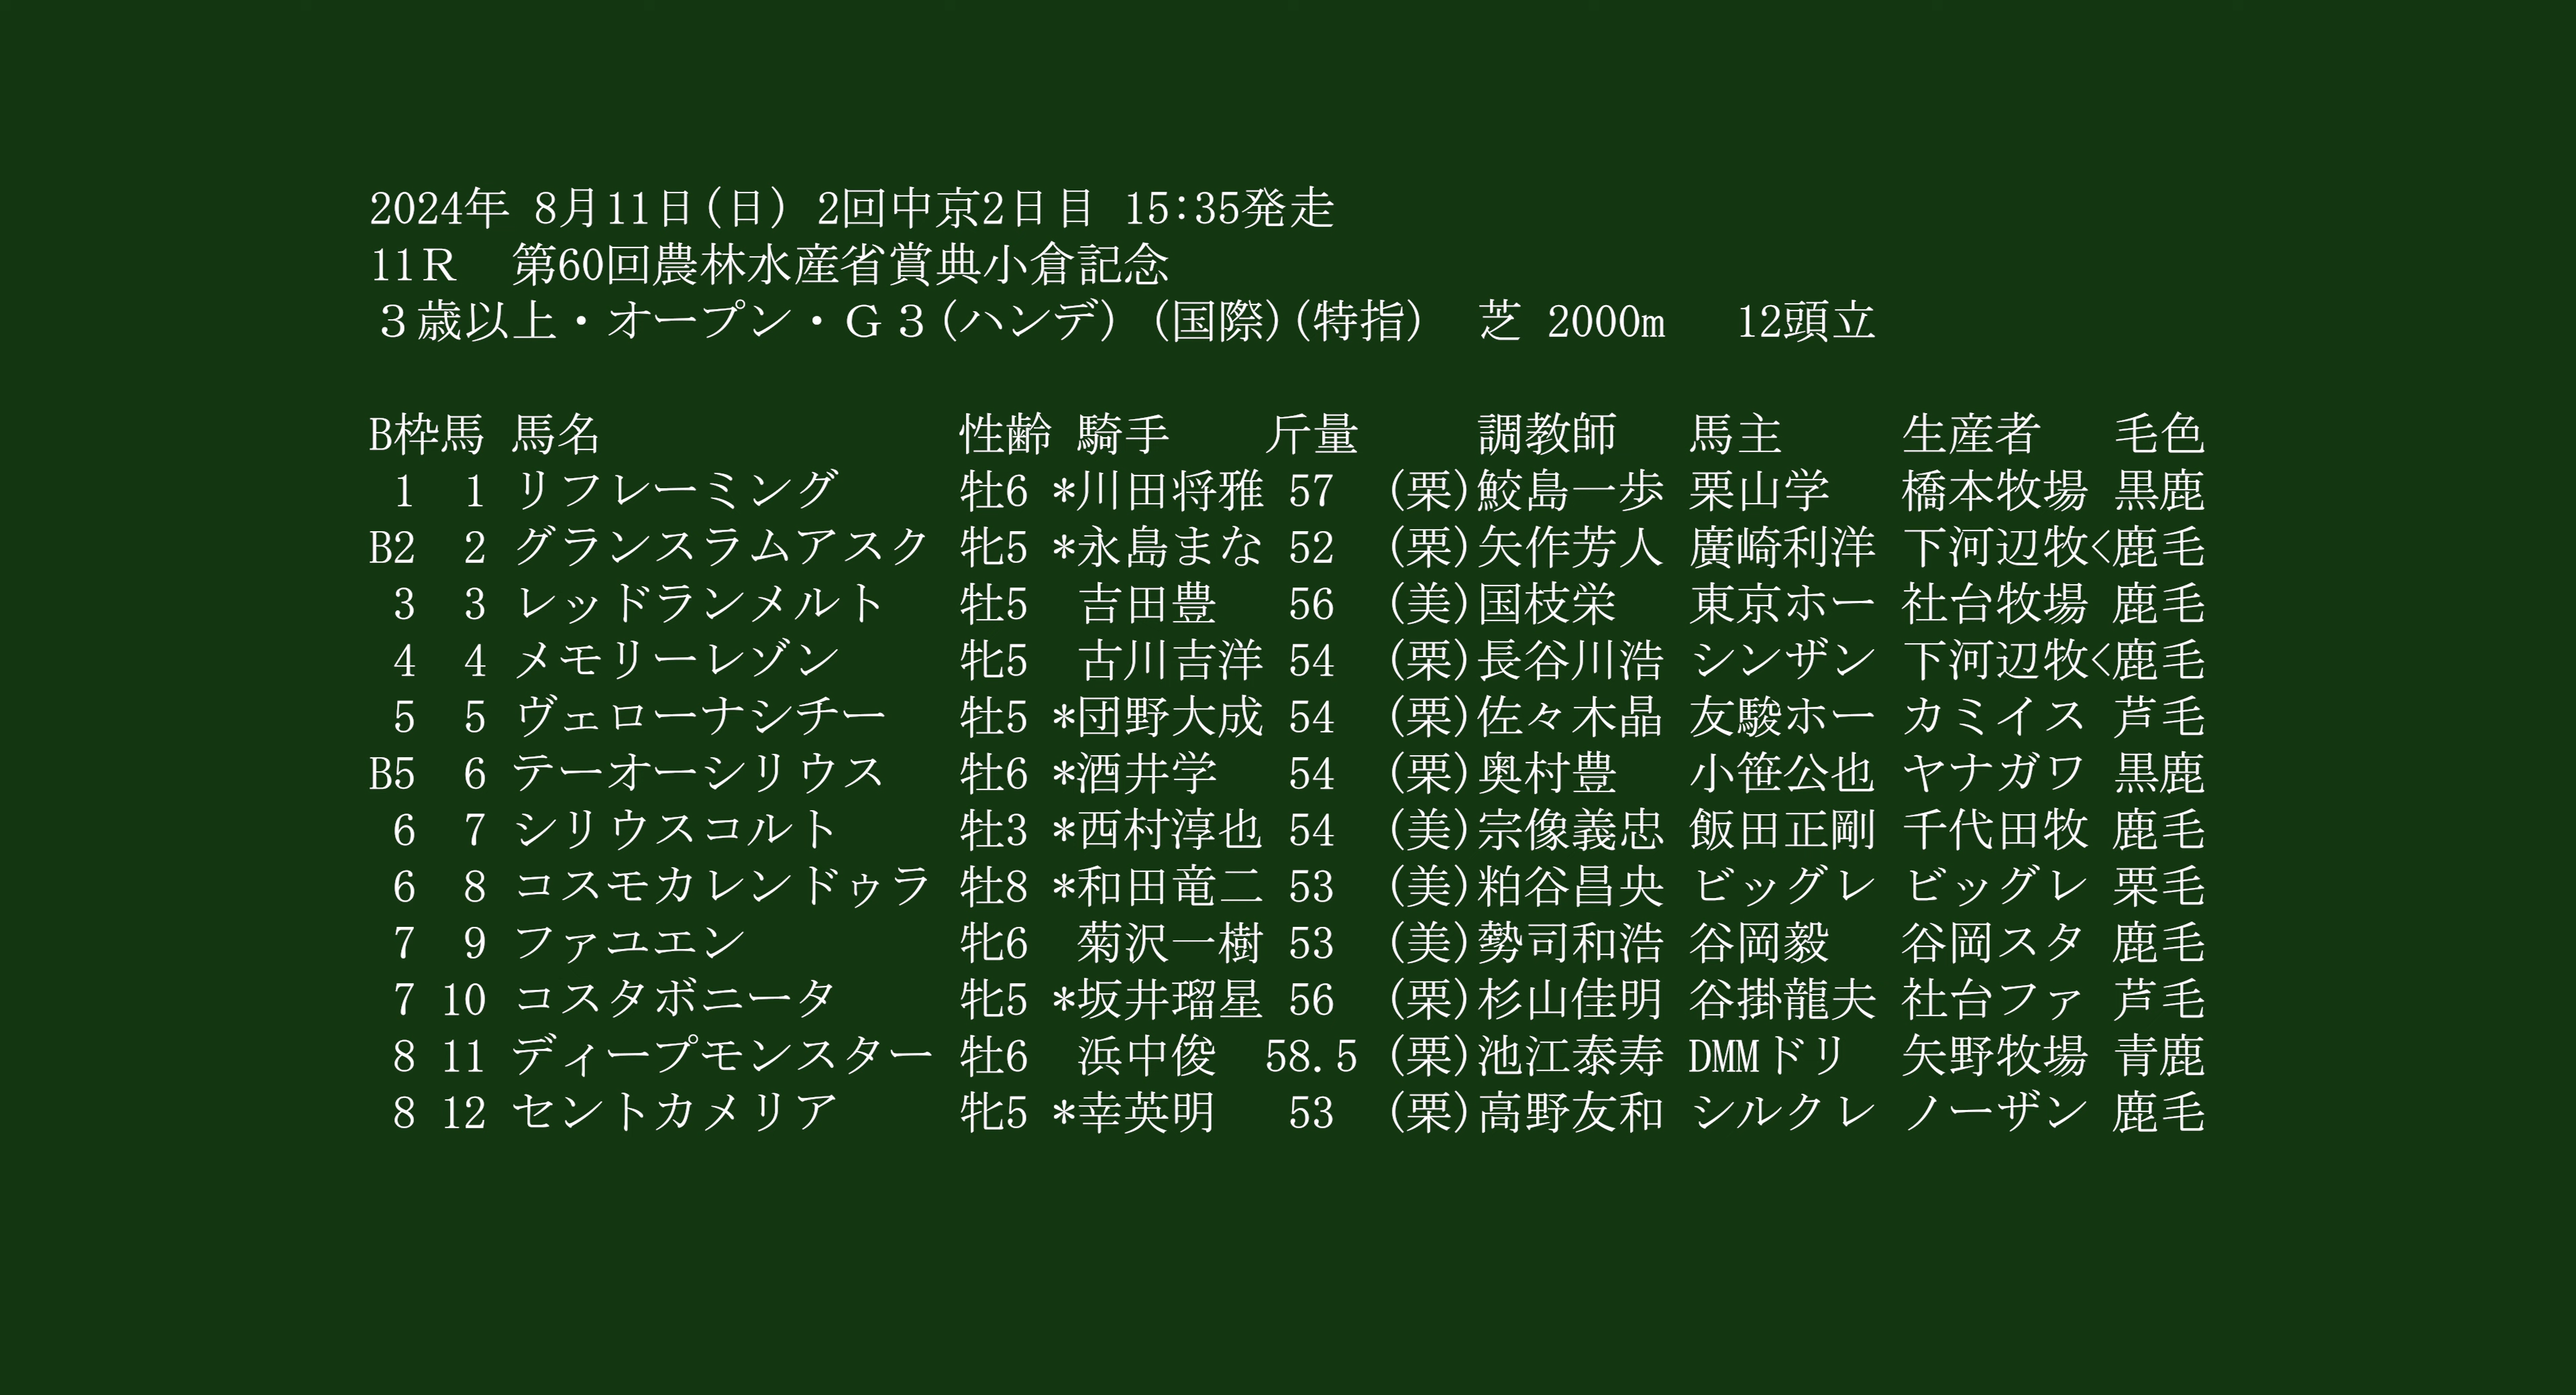 2024年 8月11日(日) 2回中京2日目 15:35発走
11Ｒ　第60回農林水産省賞典小倉記念
３歳以上・オープン・Ｇ３(ハンデ) (国際)(特指)　芝 2000m　 12頭立
B枠馬 馬名 性齢 騎手 斤量 調教師 馬主 生産者 毛色
1 1 リフレーミング 牡6 *川田将雅 57 (栗)鮫島一歩 栗山学 橋本牧場 黒鹿
B2 2 グランスラムアスク 牝5 *永島まな 52 (栗)矢作芳人 廣崎利洋 下河辺牧<鹿毛
3 3 レッドランメルト 牡5 吉田豊 56 (美)国枝栄 東京ホー 社台牧場 鹿毛
4 4 メモリーレゾン 牝5 古川吉洋 54 (栗)長谷川浩 シンザン 下河辺牧<鹿毛
5 5 ヴェローナシチー 牡5 *団野大成 54 (栗)佐々木晶 友駿ホー カミイス 芦毛
B5 6 テーオーシリウス 牡6 *酒井学 54 (栗)奥村豊 小笹公也 ヤナガワ 黒鹿
6 7 シリウスコルト 牡3 *西村淳也 54 (美)宗像義忠 飯田正剛 千代田牧 鹿毛
6 8 コスモカレンドゥラ 牡8 *和田竜二 53 (美)粕谷昌央 ビッグレ ビッグレ 栗毛
7 9 ファユエン 牝6 菊沢一樹 53 (美)勢司和浩 谷岡毅 谷岡スタ 鹿毛
7 10 コスタボニータ 牝5 *坂井瑠星 56 (栗)杉山佳明 谷掛龍夫 社台ファ 芦毛
8 11 ディープモンスター 牡6 浜中俊 58.5 (栗)池江泰寿 DMMドリ 矢野牧場 青鹿
8 12 セントカメリア 牝5 *幸英明 53 (栗)高野友和 シルクレ ノーザン 鹿毛